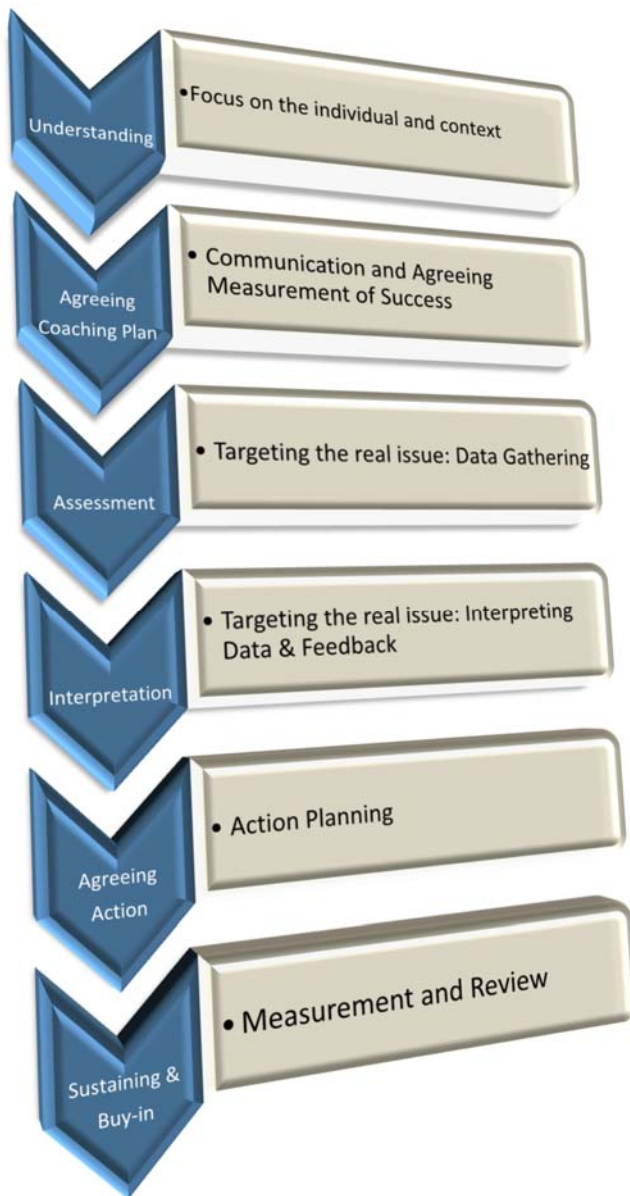 Understanding
•Focus on the individual and context
Agreeing
Coaching Plan
• Communication and Agreeing
Measurement of Success
Assessment
• Targeting the real issue: Data Gathering
Interpretation
• Targeting the real issue: Interpreting
Data & Feedback
Agreeing
Action
• Action Planning
Sustaining &
Buy-in
• Measurement and Review